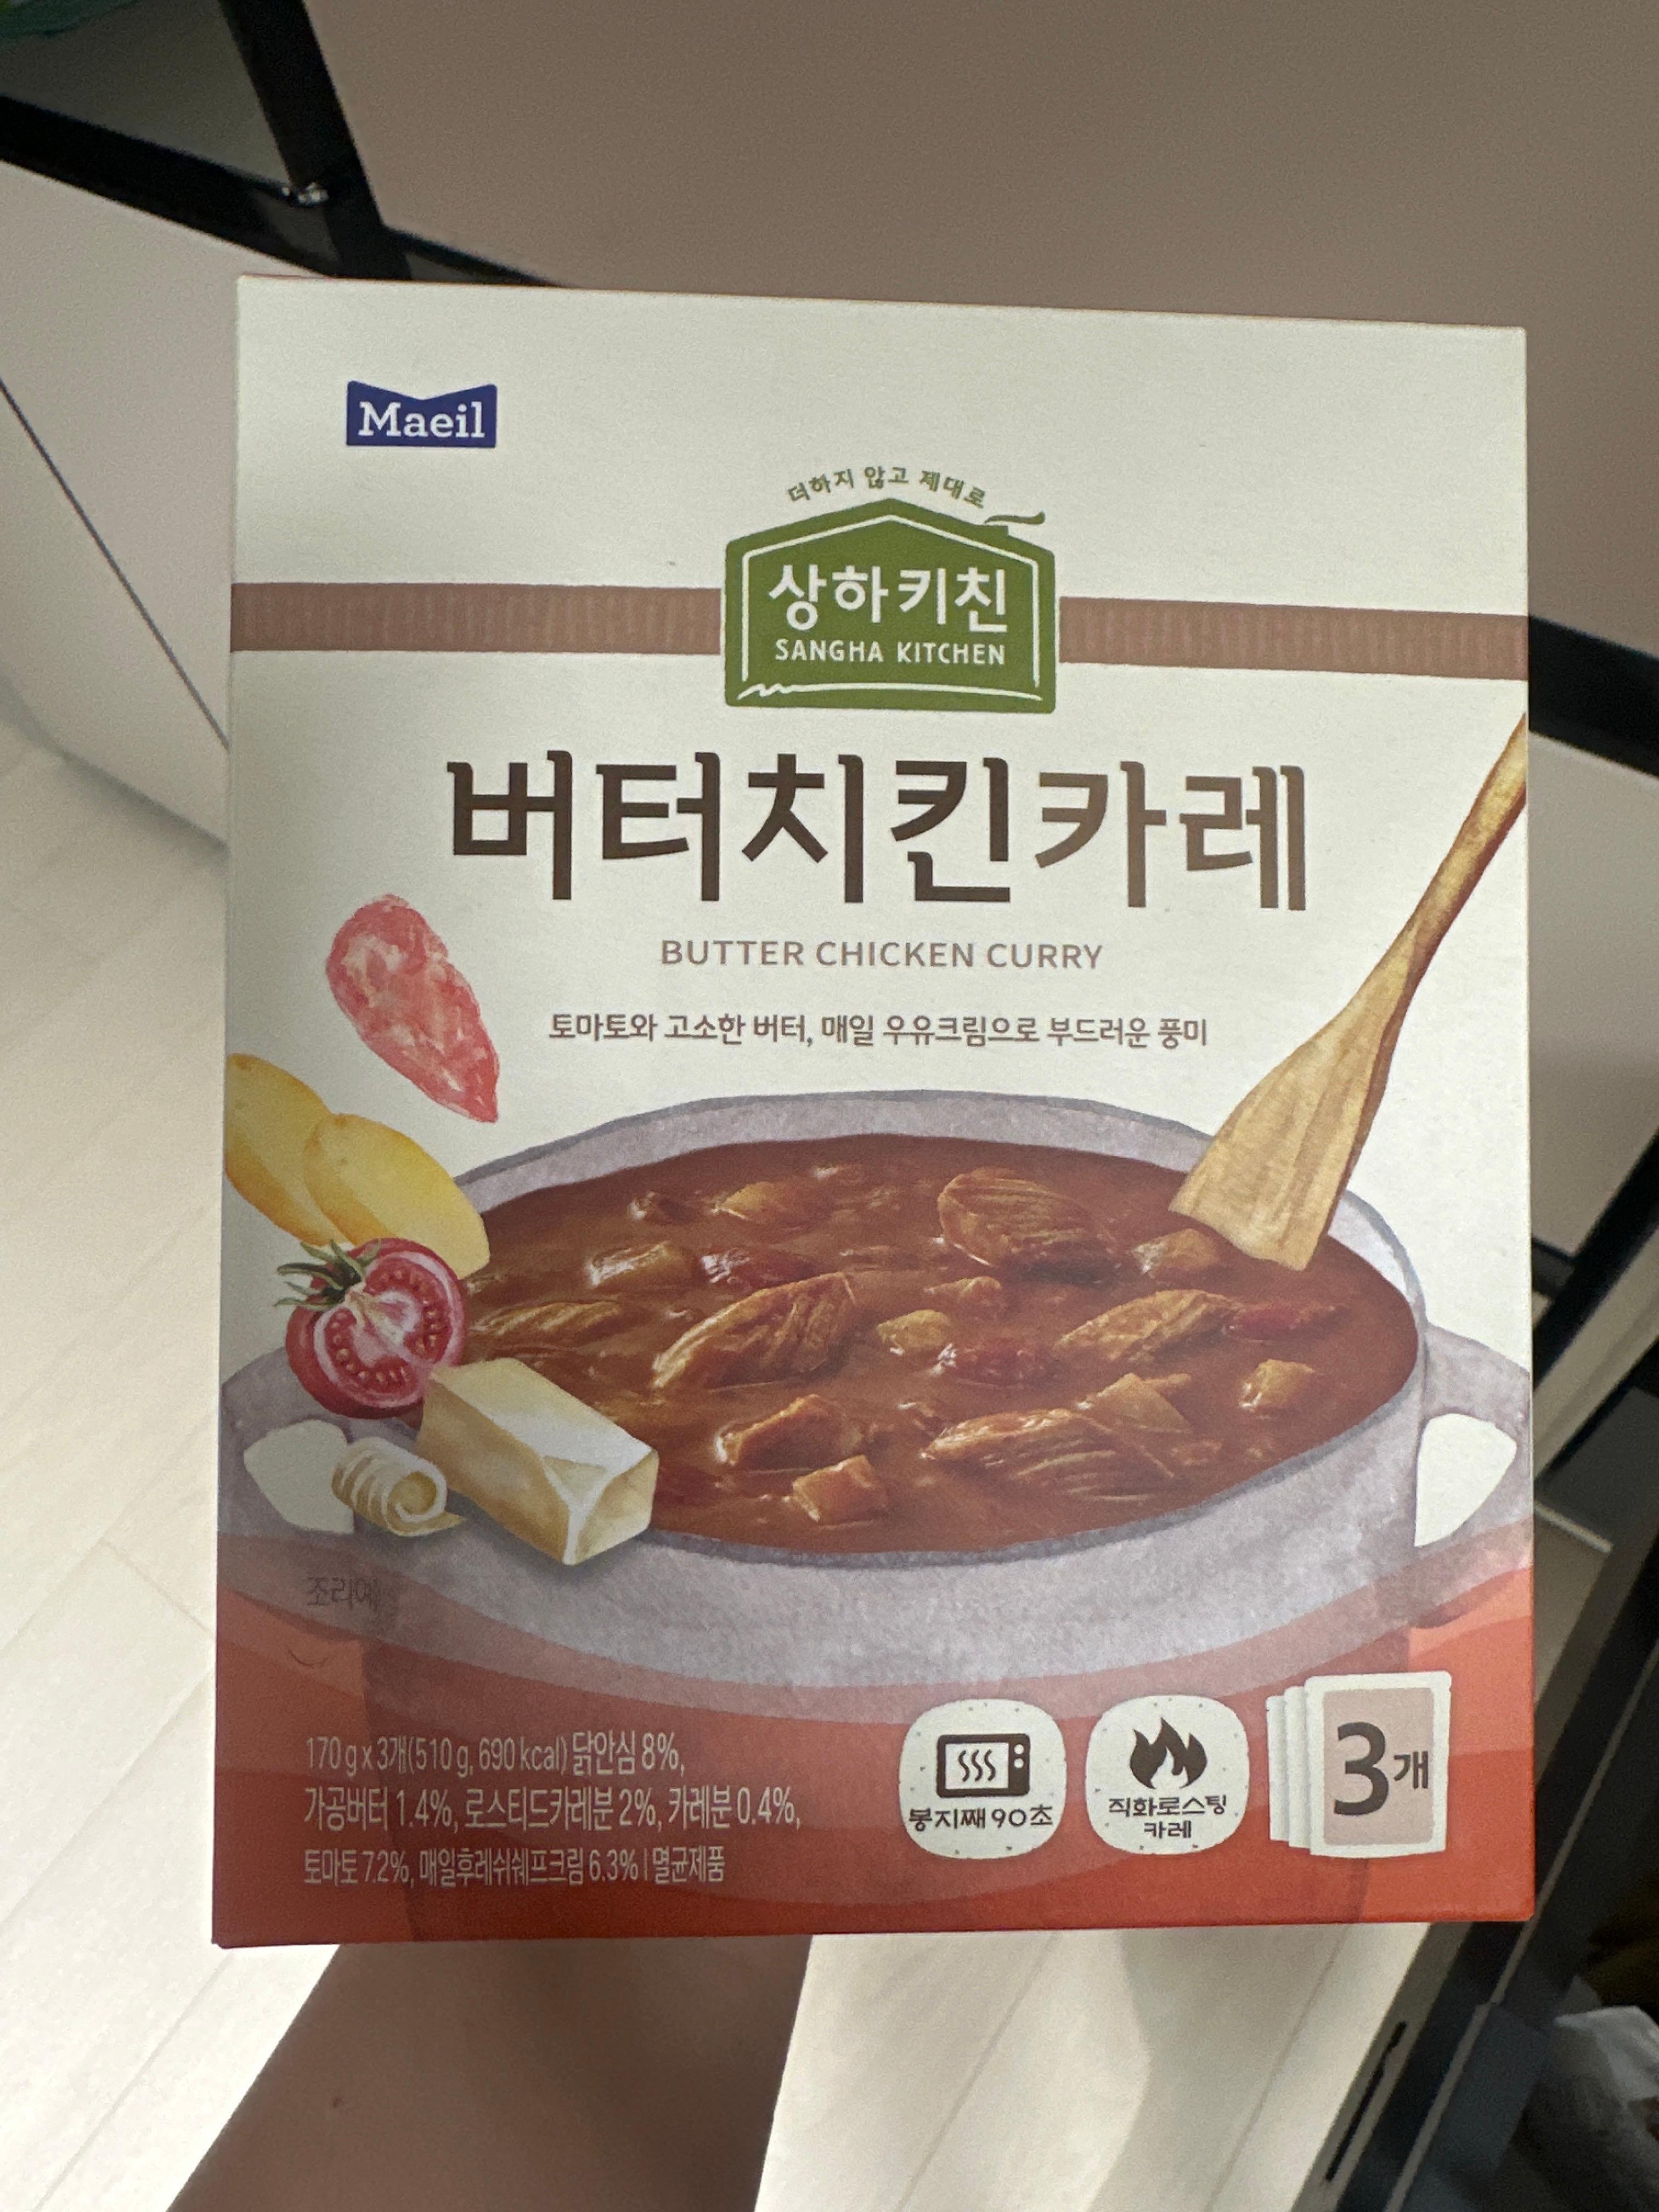 Maeil
더하지 않고 제대로
상하키친
SANGHA KITCHEN
버터치킨카레
BUTTER CHICKEN CURRY
토마토와 고소한 버터, 매일 우유크림으로 부드러운 풍미
조리예
170 g x 3개(510 g, 690 kcal) 닭안심 8%,
가공버터 1.4%, 로스티드카레분 2%, 카레분 0.4%,
토마토 7.2%, 매일후레쉬쉐프크림 6.3% | 멸균제품
봉지째 90초
직화로스팅
카레
3개